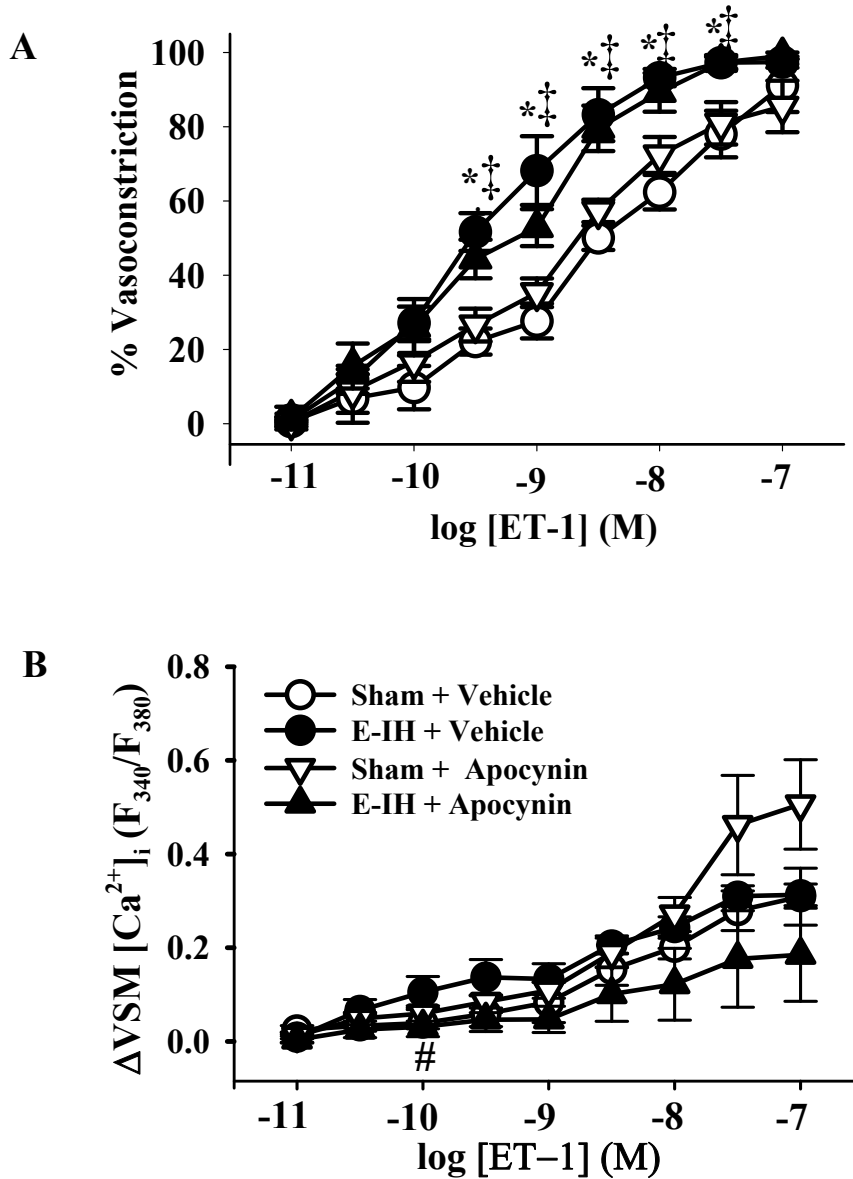 A
% Vasoconstriction
100
80
60
40
20
0
*‡
*‡
*‡
*‡
*‡
-11
-10
-9
-8
-7
log [ET-1] (M)
B
ΔVSM [Ca²⁺]ᵢ (F₃₄₀/F₃₈₀)
0.8
0.6
0.4
0.2
0.0
Sham + Vehicle
E-IH + Vehicle
Sham + Apocynin
E-IH + Apocynin
#
-11
-10
-9
-8
-7
log [ET−1] (M)